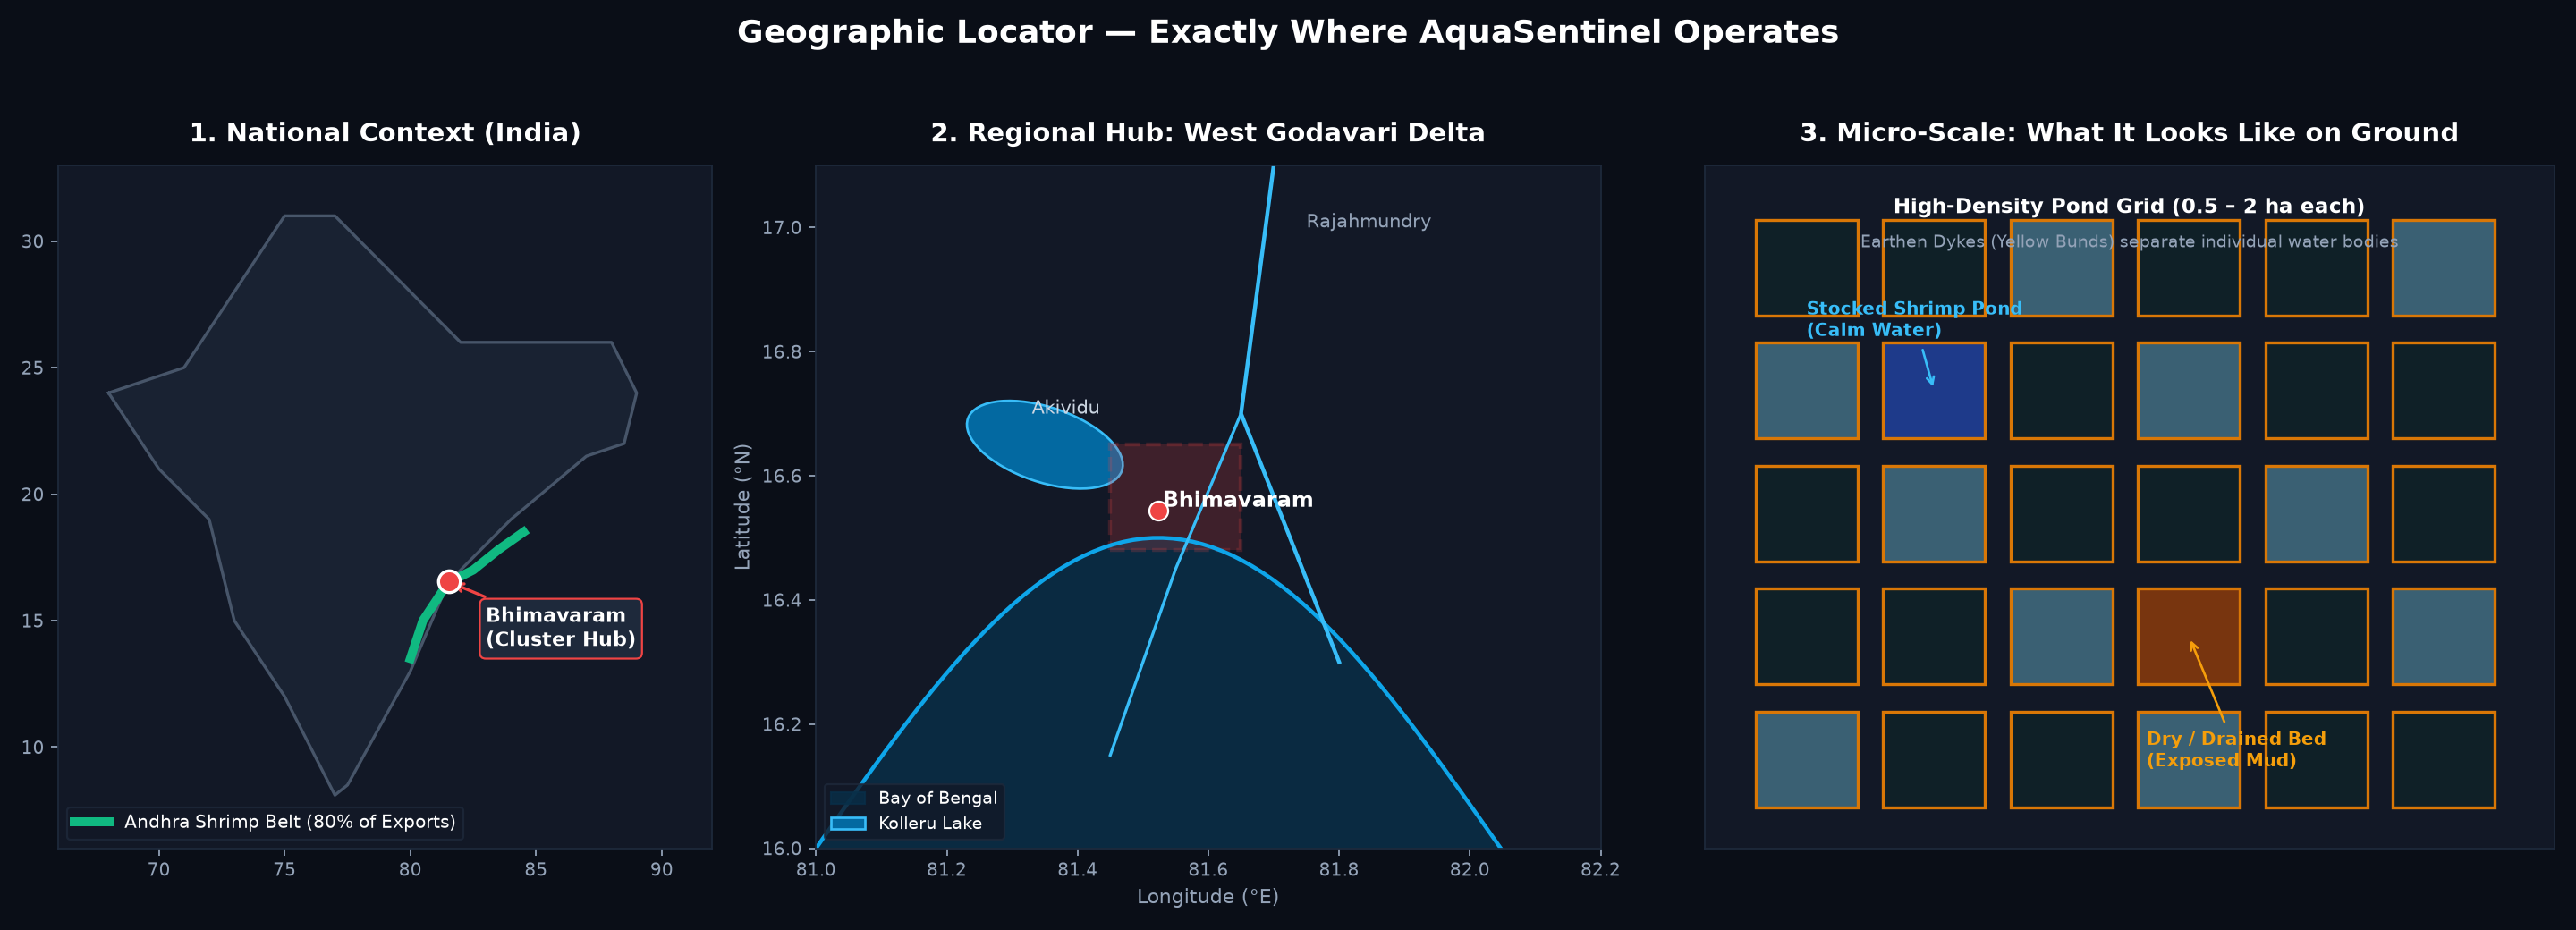 Geographic Locator — Exactly Where AquaSentinel Operates
1. National Context (India)
30
25
20
15
10
70
75
80
85
90
Bhimavaram
(Cluster Hub)
Andhra Shrimp Belt (80% of Exports)
2. Regional Hub: West Godavari Delta
Latitude (°N)
17.0
16.8
16.6
16.4
16.2
16.0
81.0
81.2
81.4
81.6
81.8
82.0
82.2
Longitude (°E)
Rajahmundry
Akividu
Bhimavaram
Bay of Bengal
Kolleru Lake
3. Micro-Scale: What It Looks Like on Ground
High-Density Pond Grid (0.5 – 2 ha each)
Earthen Dykes (Yellow Bunds) separate individual water bodies
Stocked Shrimp Pond
(Calm Water)
Dry / Drained Bed
(Exposed Mud)